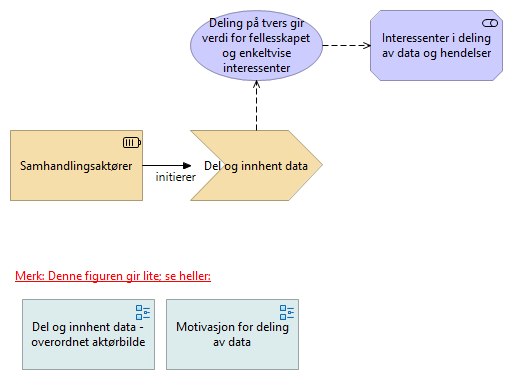 Deling på tvers gir
verdi for fellesskapet
og enkeltvise
interessenter
Interessenter i deling
av data og hendelser
Samhandlingsaktører
initierer
Del og innhent data
Merk: Denne figuren gir lite; se heller:
Del og innhent data -
overordnet aktørbilde
Motivasjon for deling
av data